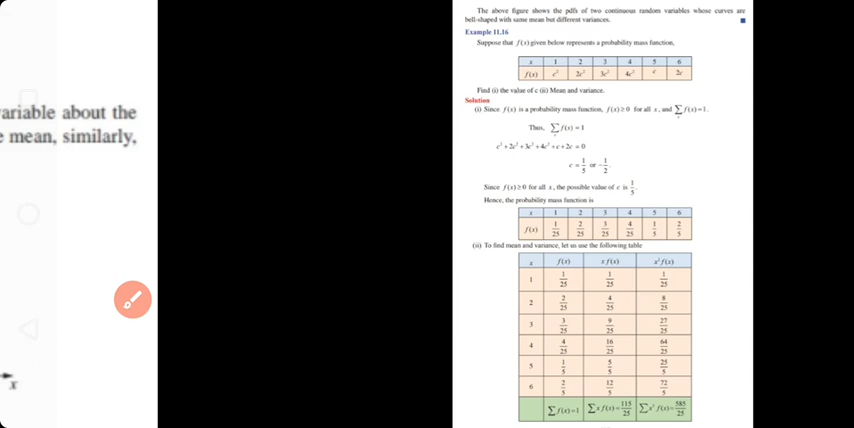 ariable about the
e mean, similarly,
x
The above figure shows the pdfs of two continuous random variables whose curves are
bell-shaped with same mean but different variances.
Example 11.16
Suppose that f(x) given below represents a probability mass function,
x 1 2 3 4 5 6
f(x) c² 2c² 3c² 4c² c 2c
Find (i) the value of c (ii) Mean and variance.
Solution
(i) Since f(x) is a probability mass function, f(x) ≥ 0 for all x, and ∑ₓ f(x) = 1.
Thus, ∑ₓ f(x) = 1
c² + 2c² + 3c² + 4c² + c + 2c = 0
c = 1/5 or −1/2.
Since f(x) ≥ 0 for all x, the possible value of c is 1/5.
Hence, the probability mass function is
x 1 2 3 4 5 6
f(x) 1/25 2/25 3/25 4/25 1/5 2/5
(ii) To find mean and variance, let us use the following table
x f(x) x f(x) x² f(x)
1 1/25 1/25 1/25
2 2/25 4/25 8/25
3 3/25 9/25 27/25
4 4/25 16/25 64/25
5 1/5 5/5 25/5
6 2/5 12/5 72/5
∑ f(x) = 1 ∑ x f(x) = 115/25 ∑ x² f(x) = 585/25